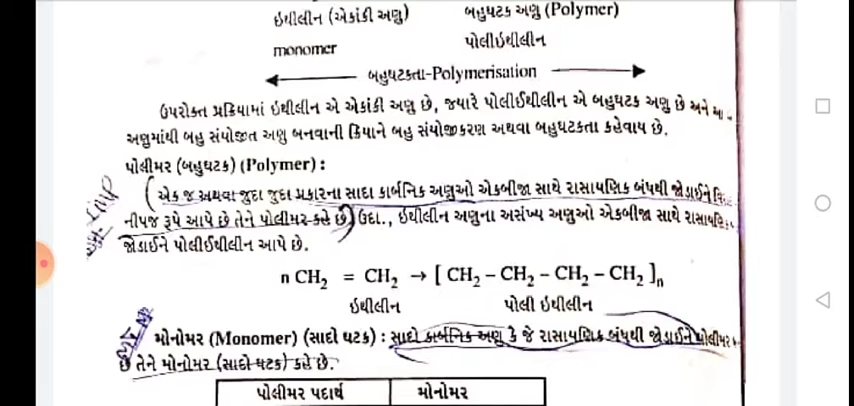 ઇથીલીન (એકાંકી અણુ) બહુઘટક અણુ (Polymer)
monomer પોલીઇથીલીન
બહુઘટકતા-Polymerisation
ઉપરોક્ત પ્રક્રિયામાં ઇથીલીન એ એકાંકી અણુ છે, જ્યારે પોલીઈથીલીન એ બહુઘટક અણુ છે અને આ
અણુમાંથી બહુ સંયોજીત અણુ બનવાની ક્રિયાને બહુ સંયોજીકરણ અથવા બહુઘટકતા કહેવાય છે.
પોલીમર (બહુઘટક) (Polymer) :
એક જ અથવા જુદા જુદા પ્રકારના સાદા કાર્બનિક અણુઓ એકબીજા સાથે રાસાયણિક બંધથી જોડાઈને
નીપજ રૂપે આપે છે તેને પોલીમર કહે છે) ઉદા., ઇથીલીન અણુના અસંખ્ય અણુઓ એકબીજા સાથે
જોડાઈને પોલીઈથીલીન આપે છે.
n CH₂ = CH₂ → [ CH₂ – CH₂ – CH₂ – CH₂ ]ₙ
ઇથીલીન પોલી ઇથીલીન
મોનોમર (Monomer) (સાદો ઘટક) : સાદો કાર્બનિક અણુ કે જે રાસાયણિક બંધથી જોડાઈને પોલીમર
છે તેને મોનોમર (સાદો ઘટક) કહે છે.
પોલીમર પદાર્થ મોનોમર